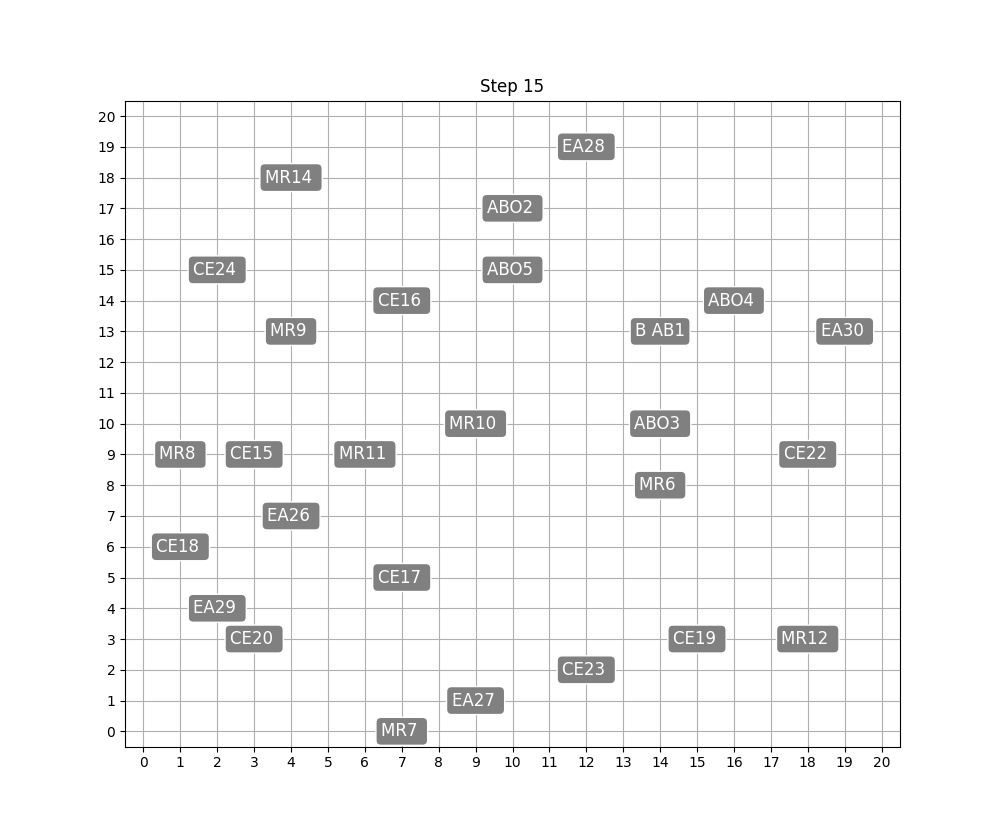 Step 15
20
19
EA28
18
MR14
17
ABO2
16
15
CE24
ABO5
14
CE16
ABO4
13
MR9
B AB1
EA30
12
11
10
MR10
ABO3
9
MR8
CE15
MR11
CE22
8
MR6
7
EA26
6
CE18
5
CE17
4
EA29
3
CE20
CE19
MR12
2
CE23
1
EA27
0
MR7
0 1 2 3 4 5 6 7 8 9 10 11 12 13 14 15 16 17 18 19 20